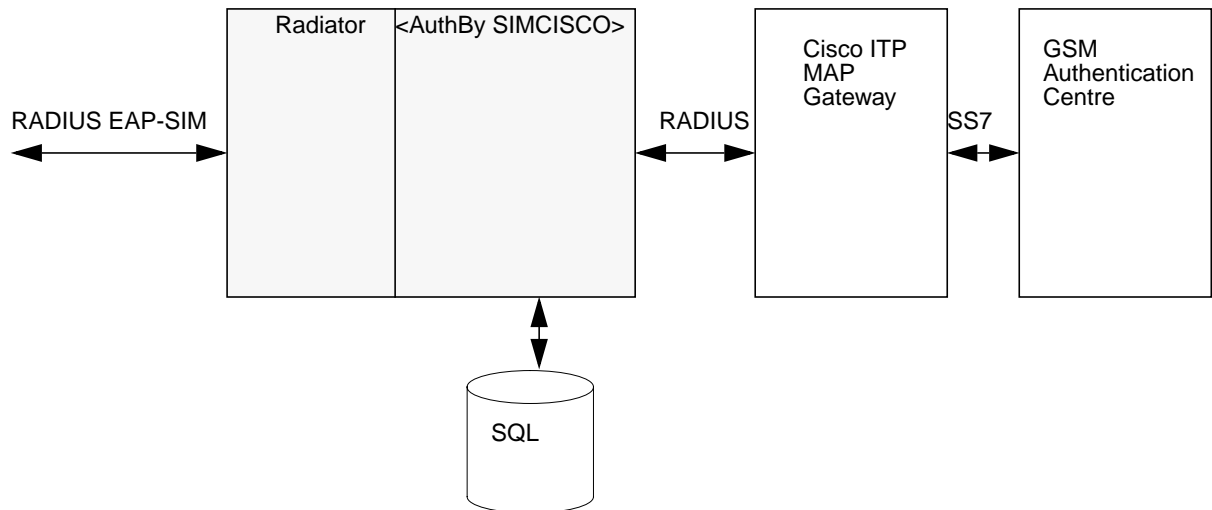 Radiator
<AuthBy SIMCISCO>
Cisco ITP
MAP
Gateway
GSM
Authentication
Centre
RADIUS EAP-SIM
RADIUS
SS7
SQL